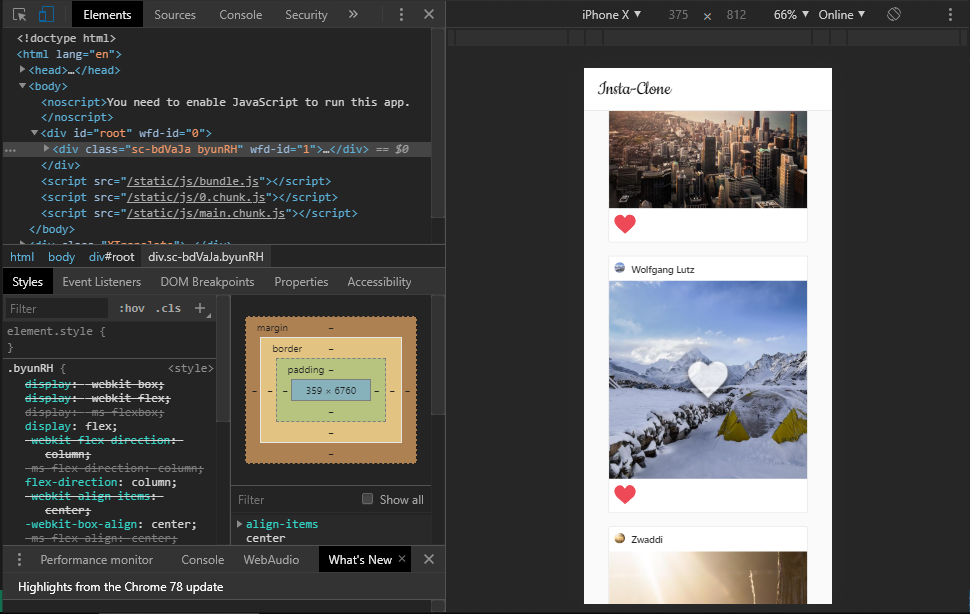 Elements Sources Console Security
<!doctype html>
<html lang="en">
<head>…</head>
<body>
<noscript>You need to enable JavaScript to run this app.
</noscript>
<div id="root" wfd-id="0">
<div class="sc-bdVaJa byunRH" wfd-id="1">…</div> == $0
</div>
<script src="/static/js/bundle.js"></script>
<script src="/static/js/0.chunk.js"></script>
<script src="/static/js/main.chunk.js"></script>
</body>
html body div#root div.sc-bdVaJa.byunRH
Styles Event Listeners DOM Breakpoints Properties Accessibility
Filter :hov .cls +
element.style {
}
.byunRH { <style>
display: -webkit-box;
display: -webkit-flex;
display: -ms-flexbox;
display: flex;
-webkit-flex-direction:
column;
-ms-flex-direction: column;
flex-direction: column;
-webkit-align-items:
center;
-webkit-box-align: center;
-ms-flex-align: center;
margin –
border –
padding –
– – – 359 × 6760 – – –
–
–
–
Filter Show all
align-items
center
Performance monitor Console WebAudio What's New
Highlights from the Chrome 78 update
iPhone X 375 x 812 66% Online
Insta-Clone
Wolfgang Lutz
Zwaddi